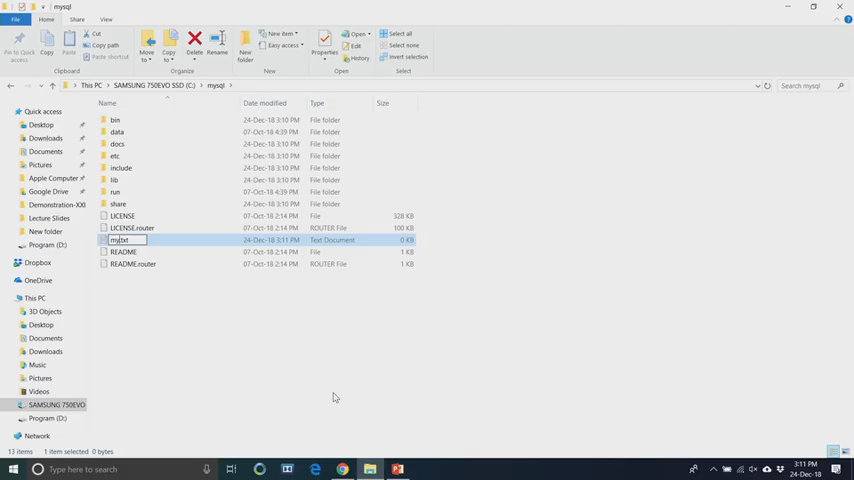 mysql
File Home Share View
Pin to Quick access
Copy
Paste
Cut
Copy path
Paste shortcut
Move to
Copy to
Delete
Rename
New folder
New item
Easy access
Properties
Open
Edit
History
Select all
Select none
Invert selection
Clipboard Organize New Open Select
This PC SAMSUNG 750EVO SSD (C:) mysql
Search mysql
Name Date modified Type Size
Quick access
Desktop
Downloads
Documents
Pictures
Apple Computer
Google Drive
Demonstration-XX
Lecture Slides
New folder
Program (D:)
Dropbox
OneDrive
This PC
3D Objects
Desktop
Documents
Downloads
Music
Pictures
Videos
SAMSUNG 750EVO
Program (D:)
Network
bin 24-Dec-18 3:10 PM File folder
data 07-Oct-18 4:39 PM File folder
docs 24-Dec-18 3:10 PM File folder
etc 24-Dec-18 3:10 PM File folder
include 24-Dec-18 3:10 PM File folder
lib 24-Dec-18 3:10 PM File folder
run 07-Oct-18 4:39 PM File folder
share 24-Dec-18 3:10 PM File folder
LICENSE 07-Oct-18 2:14 PM File 328 KB
LICENSE.router 07-Oct-18 2:14 PM ROUTER File 100 KB
my.txt 24-Dec-18 3:11 PM Text Document 0 KB
README 07-Oct-18 2:14 PM File 1 KB
README.router 07-Oct-18 2:14 PM ROUTER File 1 KB
13 items 1 item selected 0 bytes
Type here to search
3:11 PM
24-Dec-18